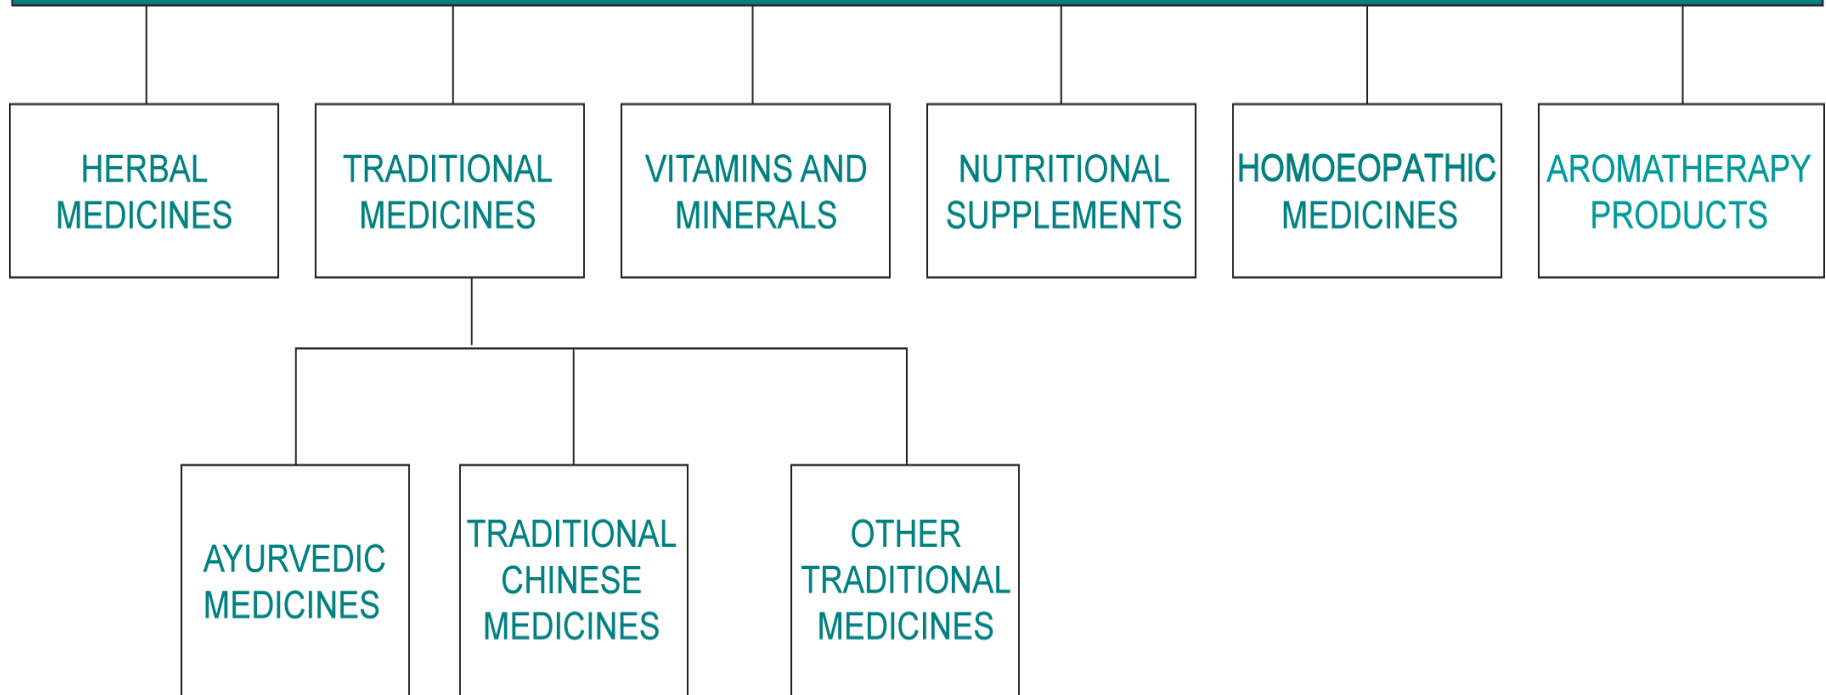 HERBAL
MEDICINES
TRADITIONAL
MEDICINES
VITAMINS AND
MINERALS
NUTRITIONAL
SUPPLEMENTS
HOMOEOPATHIC
MEDICINES
AROMATHERAPY
PRODUCTS
AYURVEDIC
MEDICINES
TRADITIONAL
CHINESE
MEDICINES
OTHER
TRADITIONAL
MEDICINES